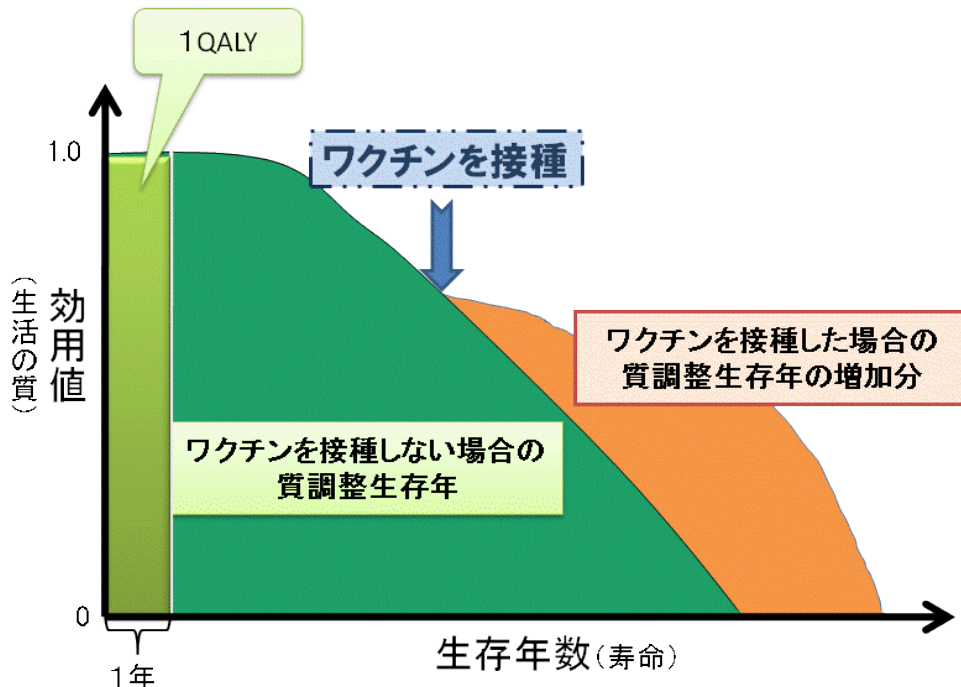 1QALY
1.0
ワクチンを接種
効用値
(生活の質)
ワクチンを接種した場合の
質調整生存年の増加分
ワクチンを接種しない場合の
質調整生存年
0
1年
生存年数(寿命)